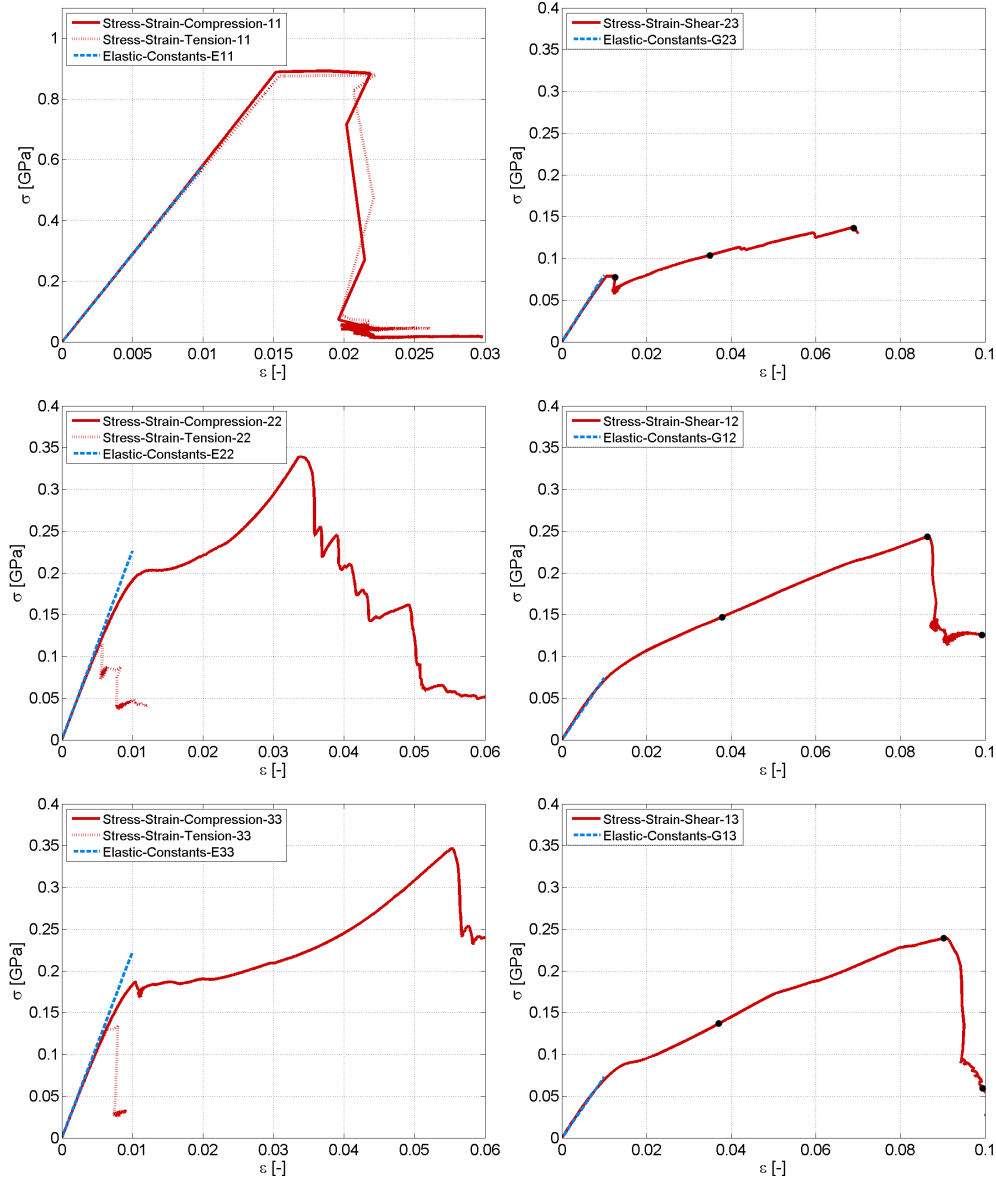 Stress-Strain-Compression-11
Stress-Strain-Tension-11
Elastic-Constants-E11
σ [GPa]
1
0.8
0.6
0.4
0.2
0
0 0.005 0.01 0.015 0.02 0.025 0.03
ε [-]
Stress-Strain-Shear-23
Elastic-Constants-G23
σ [GPa]
0.4
0.35
0.3
0.25
0.2
0.15
0.1
0.05
0
0 0.02 0.04 0.06 0.08 0.1
ε [-]
Stress-Strain-Compression-22
Stress-Strain-Tension-22
Elastic-Constants-E22
σ [GPa]
0.4
0.35
0.3
0.25
0.2
0.15
0.1
0.05
0
0 0.01 0.02 0.03 0.04 0.05 0.06
ε [-]
Stress-Strain-Shear-12
Elastic-Constants-G12
σ [GPa]
0.4
0.35
0.3
0.25
0.2
0.15
0.1
0.05
0
0 0.02 0.04 0.06 0.08 0.1
ε [-]
Stress-Strain-Compression-33
Stress-Strain-Tension-33
Elastic-Constants-E33
σ [GPa]
0.4
0.35
0.3
0.25
0.2
0.15
0.1
0.05
0
0 0.01 0.02 0.03 0.04 0.05 0.06
ε [-]
Stress-Strain-Shear-13
Elastic-Constants-G13
σ [GPa]
0.4
0.35
0.3
0.25
0.2
0.15
0.1
0.05
0
0 0.02 0.04 0.06 0.08 0.1
ε [-]